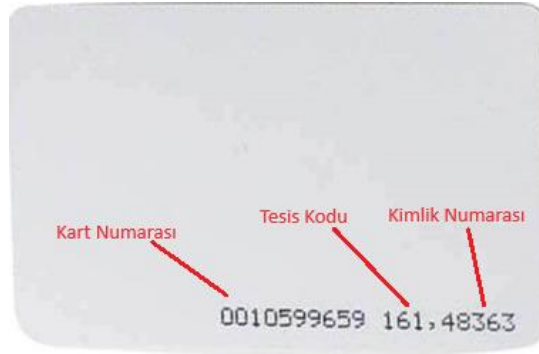 Tesis Kodu
Kimlik Numarası
Kart Numarası
0010599659 161,48363